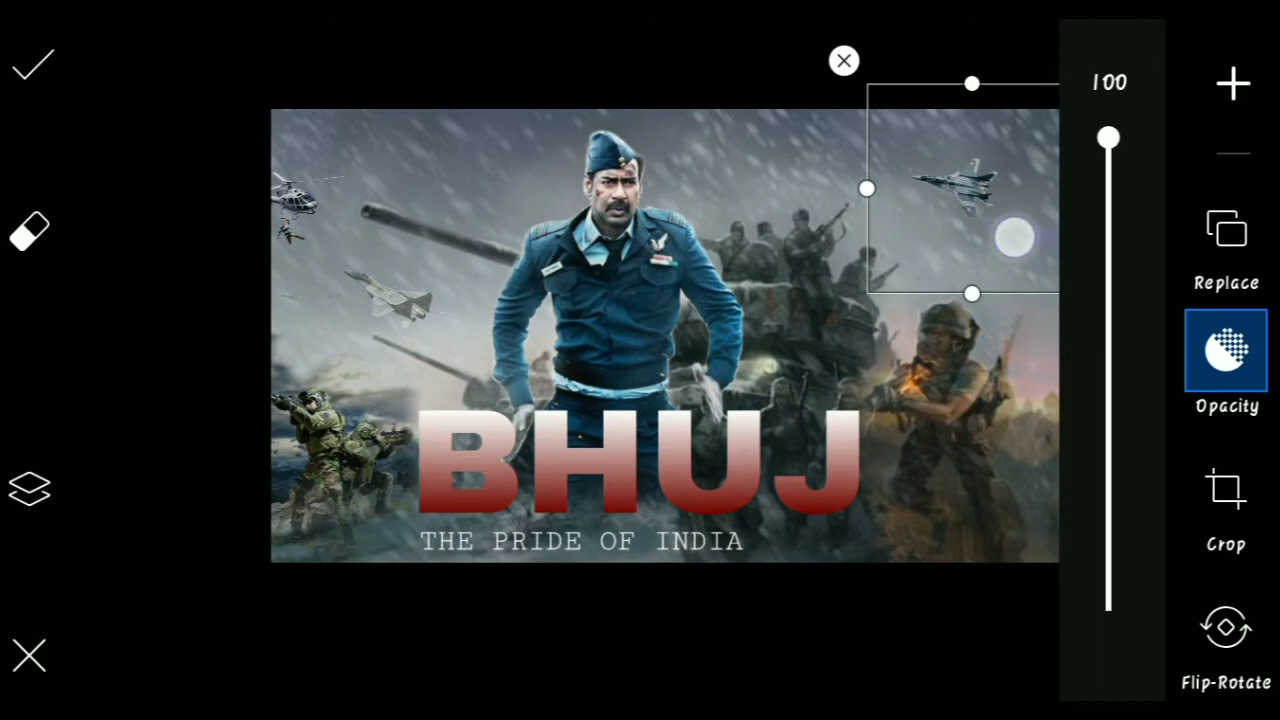 100
Replace
Opacity
BHUJ
THE PRIDE OF INDIA
Crop
Flip-Rotate